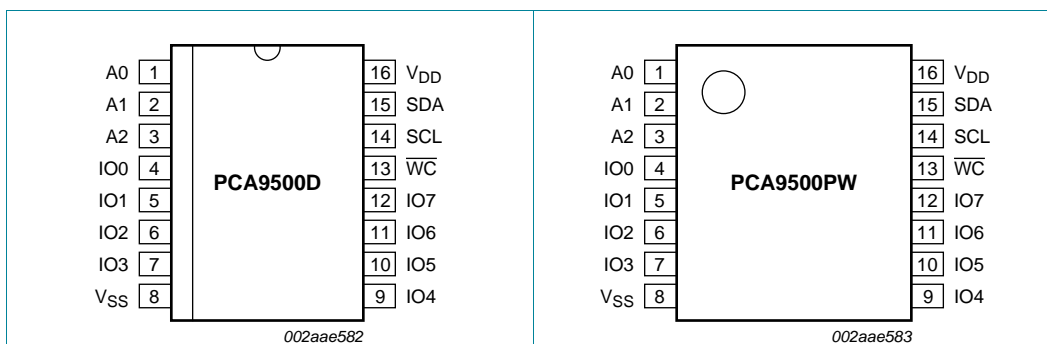 A0 1 16 VDD
A1 2 15 SDA
A2 3 14 SCL
IO0 4 13 W̅C̅
PCA9500D
IO1 5 12 IO7
IO2 6 11 IO6
IO3 7 10 IO5
VSS 8 9 IO4
002aae582
A0 1 16 VDD
A1 2 15 SDA
A2 3 14 SCL
IO0 4 13 W̅C̅
PCA9500PW
IO1 5 12 IO7
IO2 6 11 IO6
IO3 7 10 IO5
VSS 8 9 IO4
002aae583